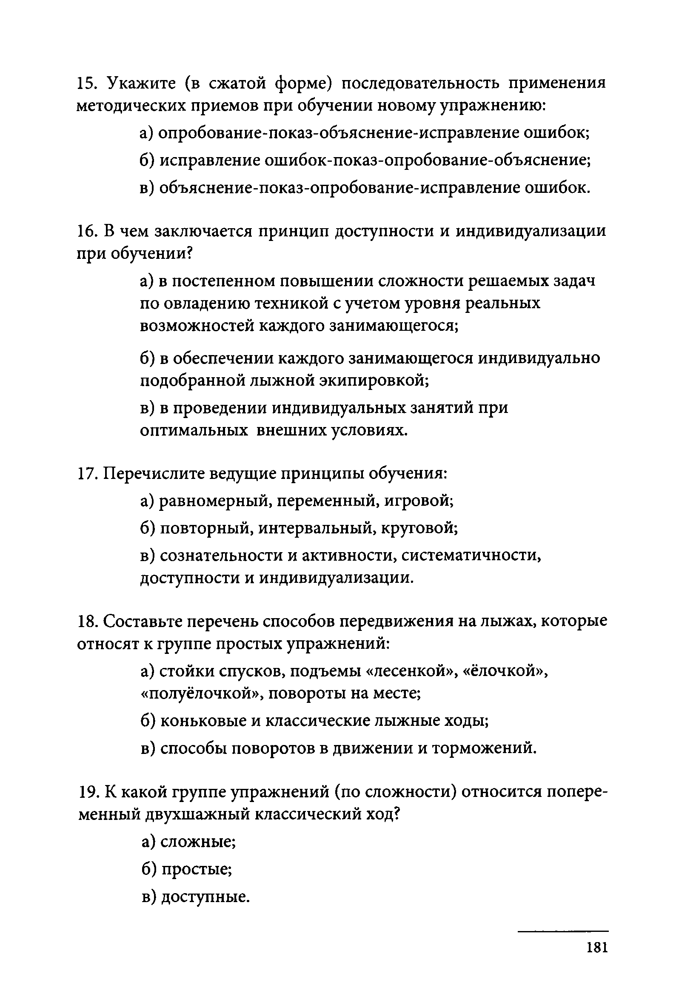 15. Укажите (в сжатой форме) последовательность применения
методических приемов при обучении новому упражнению:
а) опробование-показ-объяснение-исправление ошибок;
б) исправление ошибок-показ-опробование-объяснение;
в) объяснение-показ-опробование-исправление ошибок.
16. В чем заключается принцип доступности и индивидуализации
при обучении?
а) в постепенном повышении сложности решаемых задач
по овладению техникой с учетом уровня реальных
возможностей каждого занимающегося;
б) в обеспечении каждого занимающегося индивидуально
подобранной лыжной экипировкой;
в) в проведении индивидуальных занятий при
оптимальных внешних условиях.
17. Перечислите ведущие принципы обучения:
а) равномерный, переменный, игровой;
б) повторный, интервальный, круговой;
в) сознательности и активности, систематичности,
доступности и индивидуализации.
18. Составьте перечень способов передвижения на лыжах, которые
относят к группе простых упражнений:
а) стойки спусков, подъемы «лесенкой», «ёлочкой»,
«полуёлочкой», повороты на месте;
б) коньковые и классические лыжные ходы;
в) способы поворотов в движении и торможений.
19. К какой группе упражнений (по сложности) относится попере-
менный двухшажный классический ход?
а) сложные;
б) простые;
в) доступные.
181